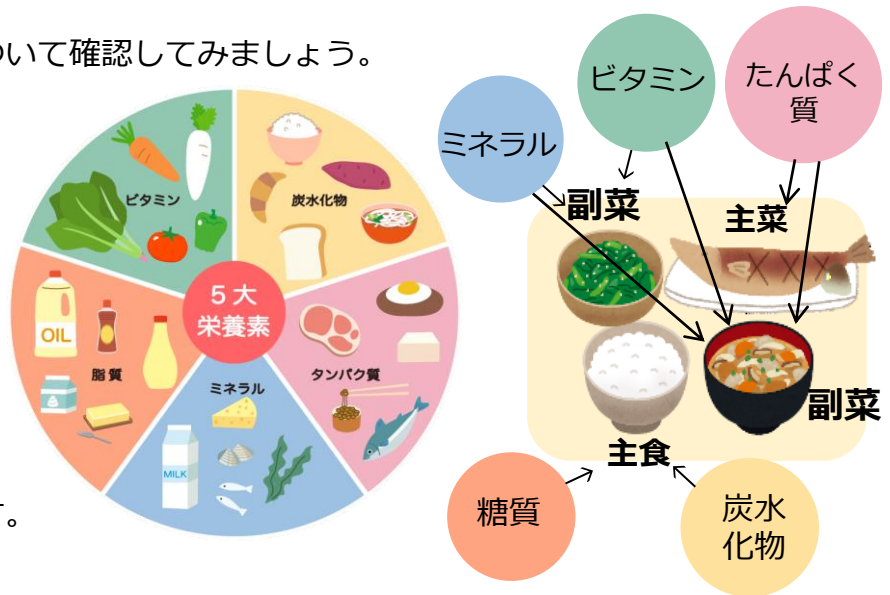 ついて確認してみましょう。
ビタミン
炭水化物
5大
栄養素
OIL
脂質
タンパク質
ミネラル
MILK
す。
ミネラル
ビタミン
たんぱく
質
副菜
主菜
副菜
主食
糖質
炭水
化物